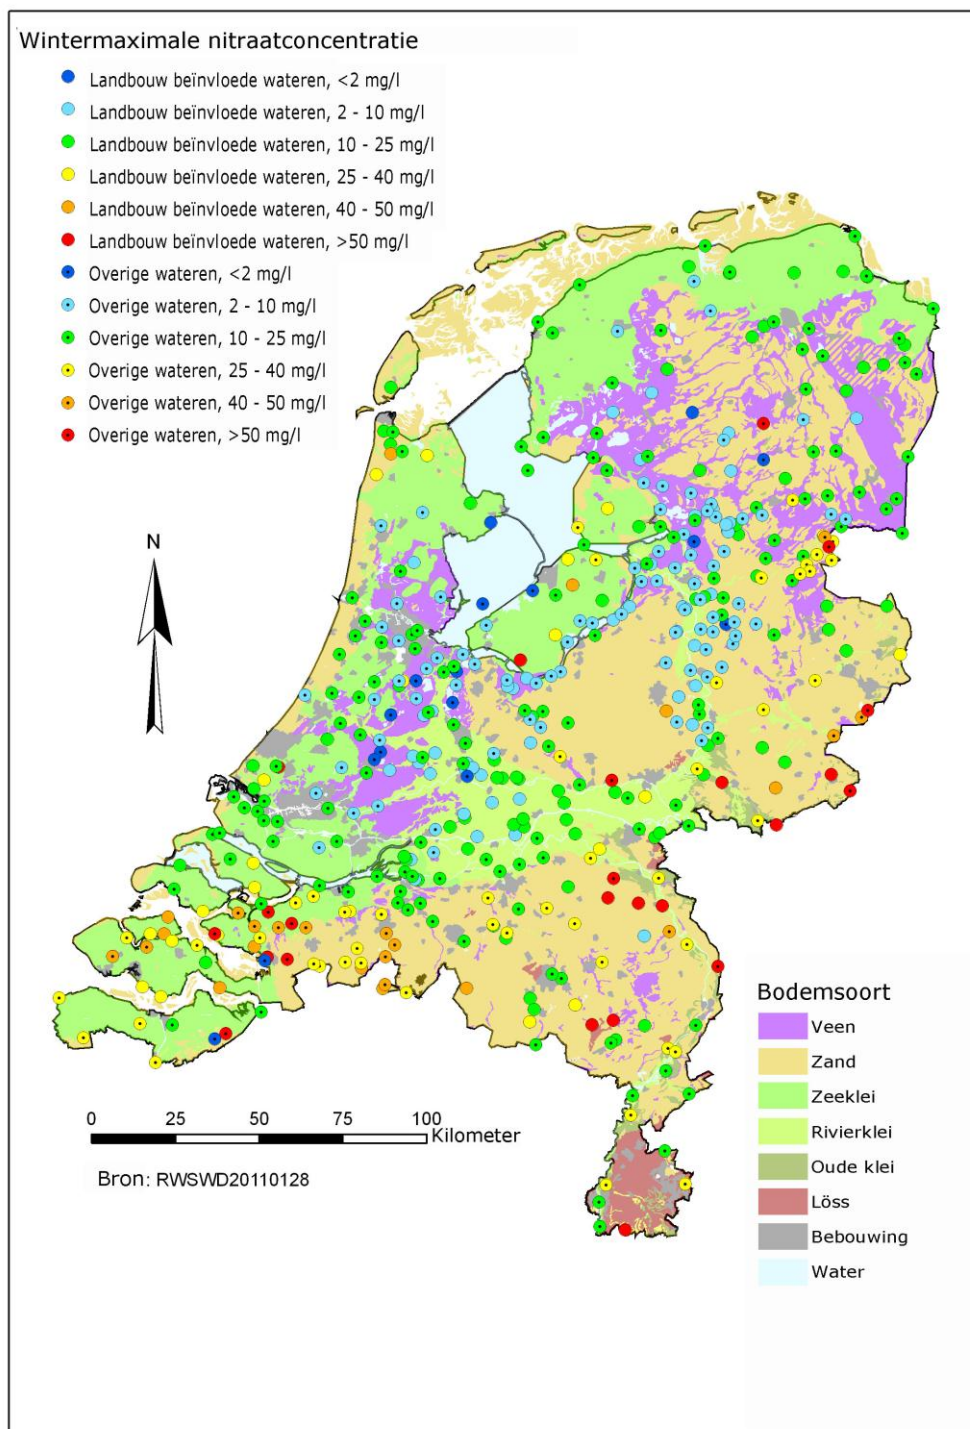 Wintermaximale nitraatconcentratie
Landbouw beïnvloede wateren, <2 mg/l
Landbouw beïnvloede wateren, 2 - 10 mg/l
Landbouw beïnvloede wateren, 10 - 25 mg/l
Landbouw beïnvloede wateren, 25 - 40 mg/l
Landbouw beïnvloede wateren, 40 - 50 mg/l
Landbouw beïnvloede wateren, >50 mg/l
Overige wateren, <2 mg/l
Overige wateren, 2 - 10 mg/l
Overige wateren, 10 - 25 mg/l
Overige wateren, 25 - 40 mg/l
Overige wateren, 40 - 50 mg/l
Overige wateren, >50 mg/l
N
Bodemsoort
Veen
Zand
Zeeklei
Rivierklei
Oude klei
Löss
Bebouwing
Water
0 25 50 75 100
Kilometer
Bron: RWSWD20110128